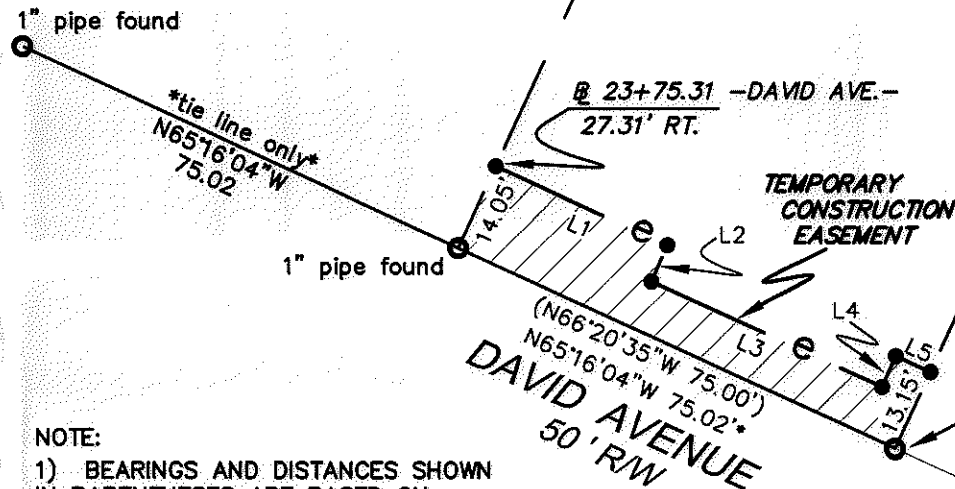 1" pipe found
*tie line only*
N65°16'04"W
75.02
BL 23+75.31 -DAVID AVE.-
27.31' RT.
14.05'
L1
e
L2
TEMPORARY
CONSTRUCTION
EASEMENT
1" pipe found
L3
e
L4
L5
13.15'
(N66°20'35"W 75.00')
N65°16'04"W 75.02'*
DAVID AVENUE
50' R/W
NOTE:
1) BEARINGS AND DISTANCES SHOWN